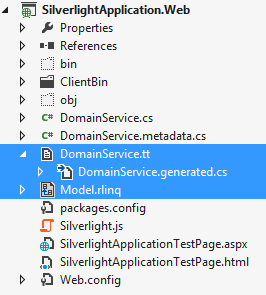 SilverlightApplication.Web
Properties
References
bin
ClientBin
obj
C# DomainService.cs
C# DomainService.metadata.cs
DomainService.tt
DomainService.generated.cs
Model.rlinq
packages.config
Silverlight.js
SilverlightApplicationTestPage.aspx
SilverlightApplicationTestPage.html
Web.config